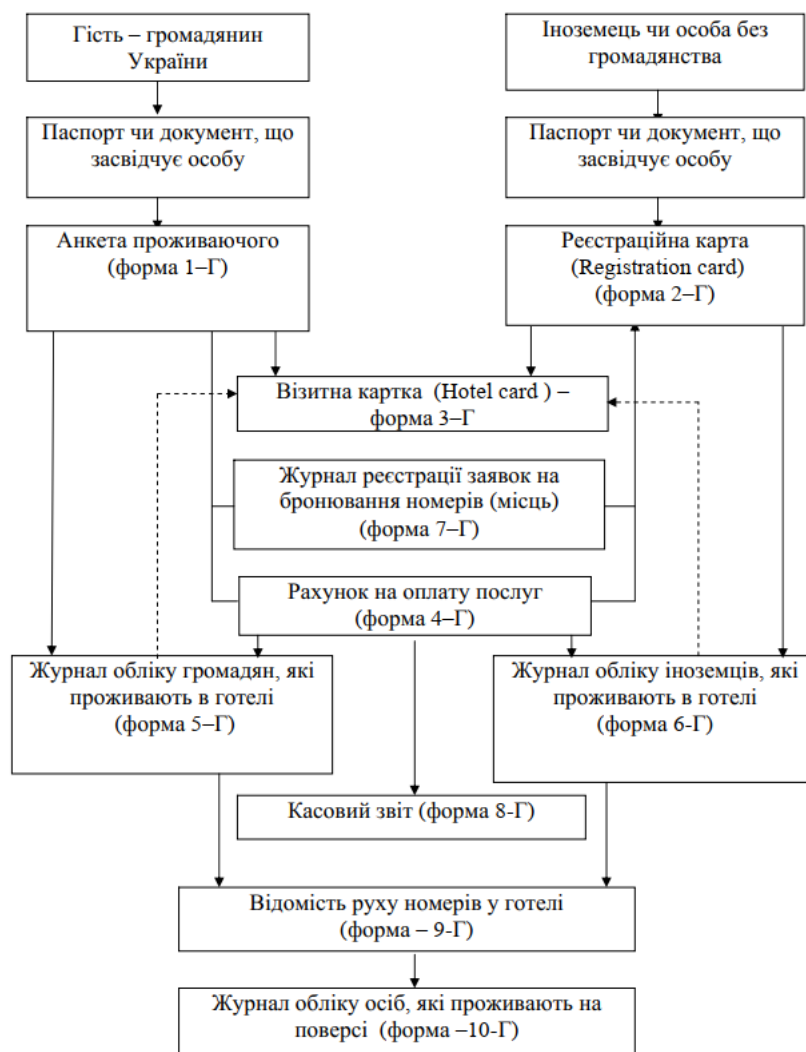 Гість – громадянин
України
Іноземець чи особа без
громадянства
Паспорт чи документ, що
засвідчує особу
Паспорт чи документ, що
засвідчує особу
Анкета проживаючого
(форма 1–Г)
Реєстраційна карта
(Registration card)
(форма 2–Г)
Візитна картка (Hotel card ) –
форма 3–Г
Журнал реєстрації заявок на
бронювання номерів (місць)
(форма 7–Г)
Рахунок на оплату послуг
(форма 4–Г)
Журнал обліку громадян, які
проживають в готелі
(форма 5–Г)
Журнал обліку іноземців, які
проживають в готелі
(форма 6-Г)
Касовий звіт (форма 8-Г)
Відомість руху номерів у готелі
(форма – 9-Г)
Журнал обліку осіб, які проживають на
поверсі (форма –10-Г)